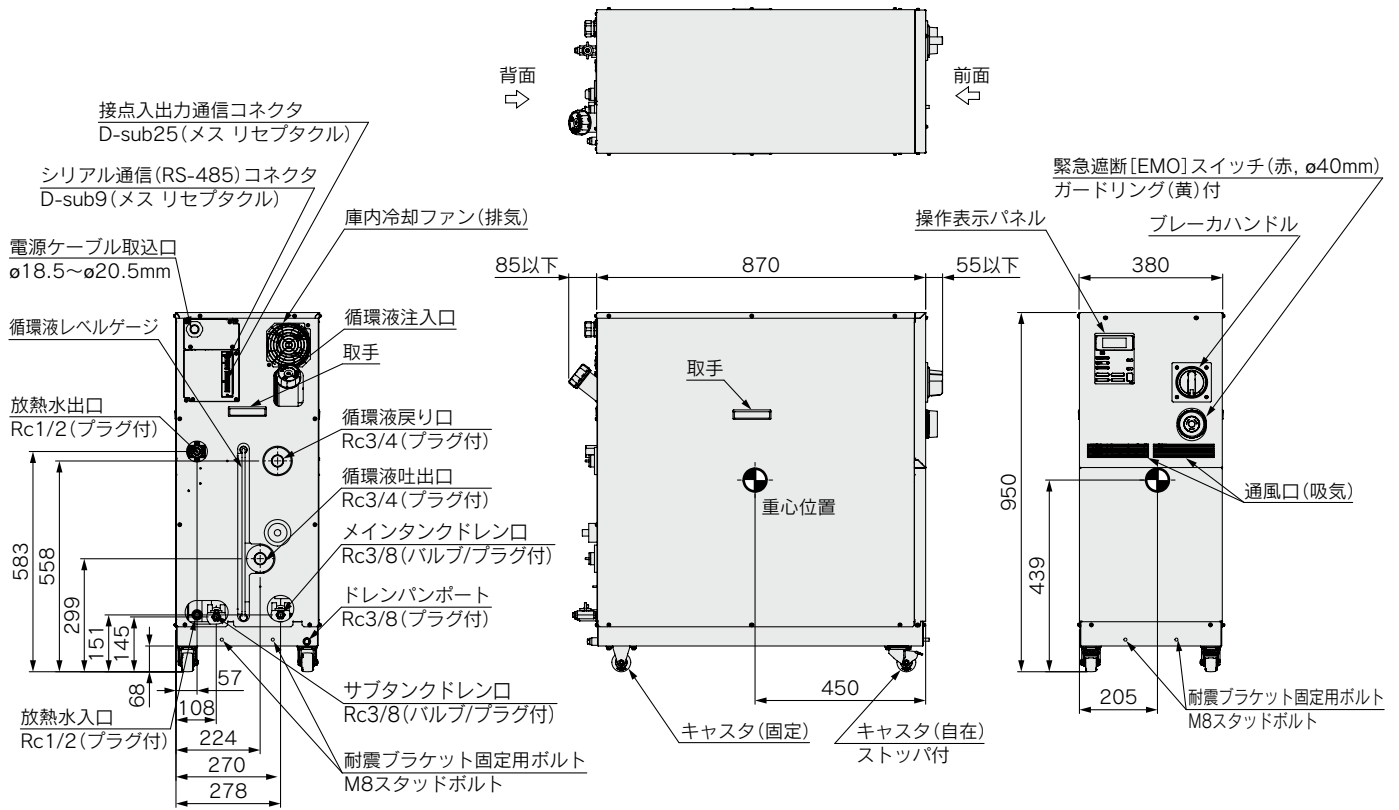 背面
前面
接点入出力通信コネクタ
D-sub25(メス リセプタクル)
シリアル通信(RS-485)コネクタ
D-sub9(メス リセプタクル)
庫内冷却ファン(排気)
電源ケーブル取込口
ø18.5～ø20.5mm
循環液レベルゲージ
循環液注入口
取手
放熱水出口
Rc1/2(プラグ付)
循環液戻り口
Rc3/4(プラグ付)
循環液吐出口
Rc3/4(プラグ付)
メインタンクドレン口
Rc3/8(バルブ/プラグ付)
ドレンパンポート
Rc3/8(プラグ付)
583
558
299
151
145
68
57
108
224
270
278
放熱水入口
Rc1/2(プラグ付)
サブタンクドレン口
Rc3/8(バルブ/プラグ付)
耐震ブラケット固定用ボルト
M8スタッドボルト
85以下
870
55以下
取手
重心位置
450
キャスタ(固定)
キャスタ(自在)
ストッパ付
緊急遮断[EMO]スイッチ(赤, ø40mm)
ガードリング(黄)付
操作表示パネル
ブレーカハンドル
380
950
439
通風口(吸気)
205
耐震ブラケット固定用ボルト
M8スタッドボルト